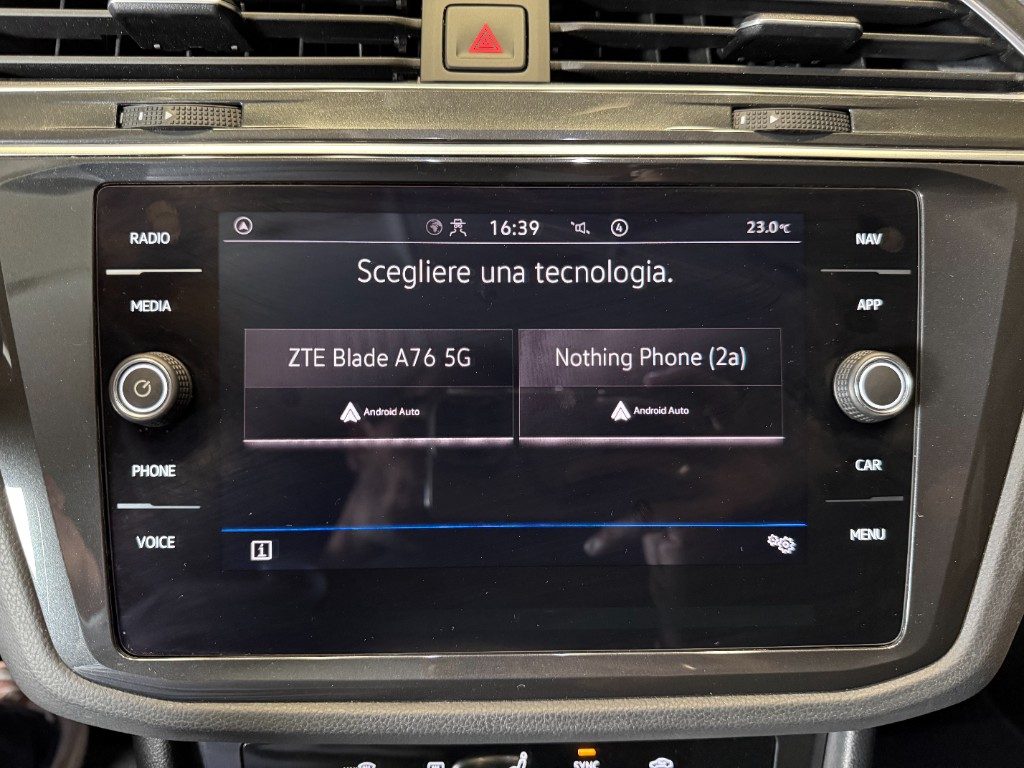 16:39
4
23.0°C
RADIO
NAV
Scegliere una tecnologia.
MEDIA
APP
ZTE Blade A76 5G
Nothing Phone (2a)
Android Auto
Android Auto
PHONE
CAR
VOICE
MENU
i
SYNC